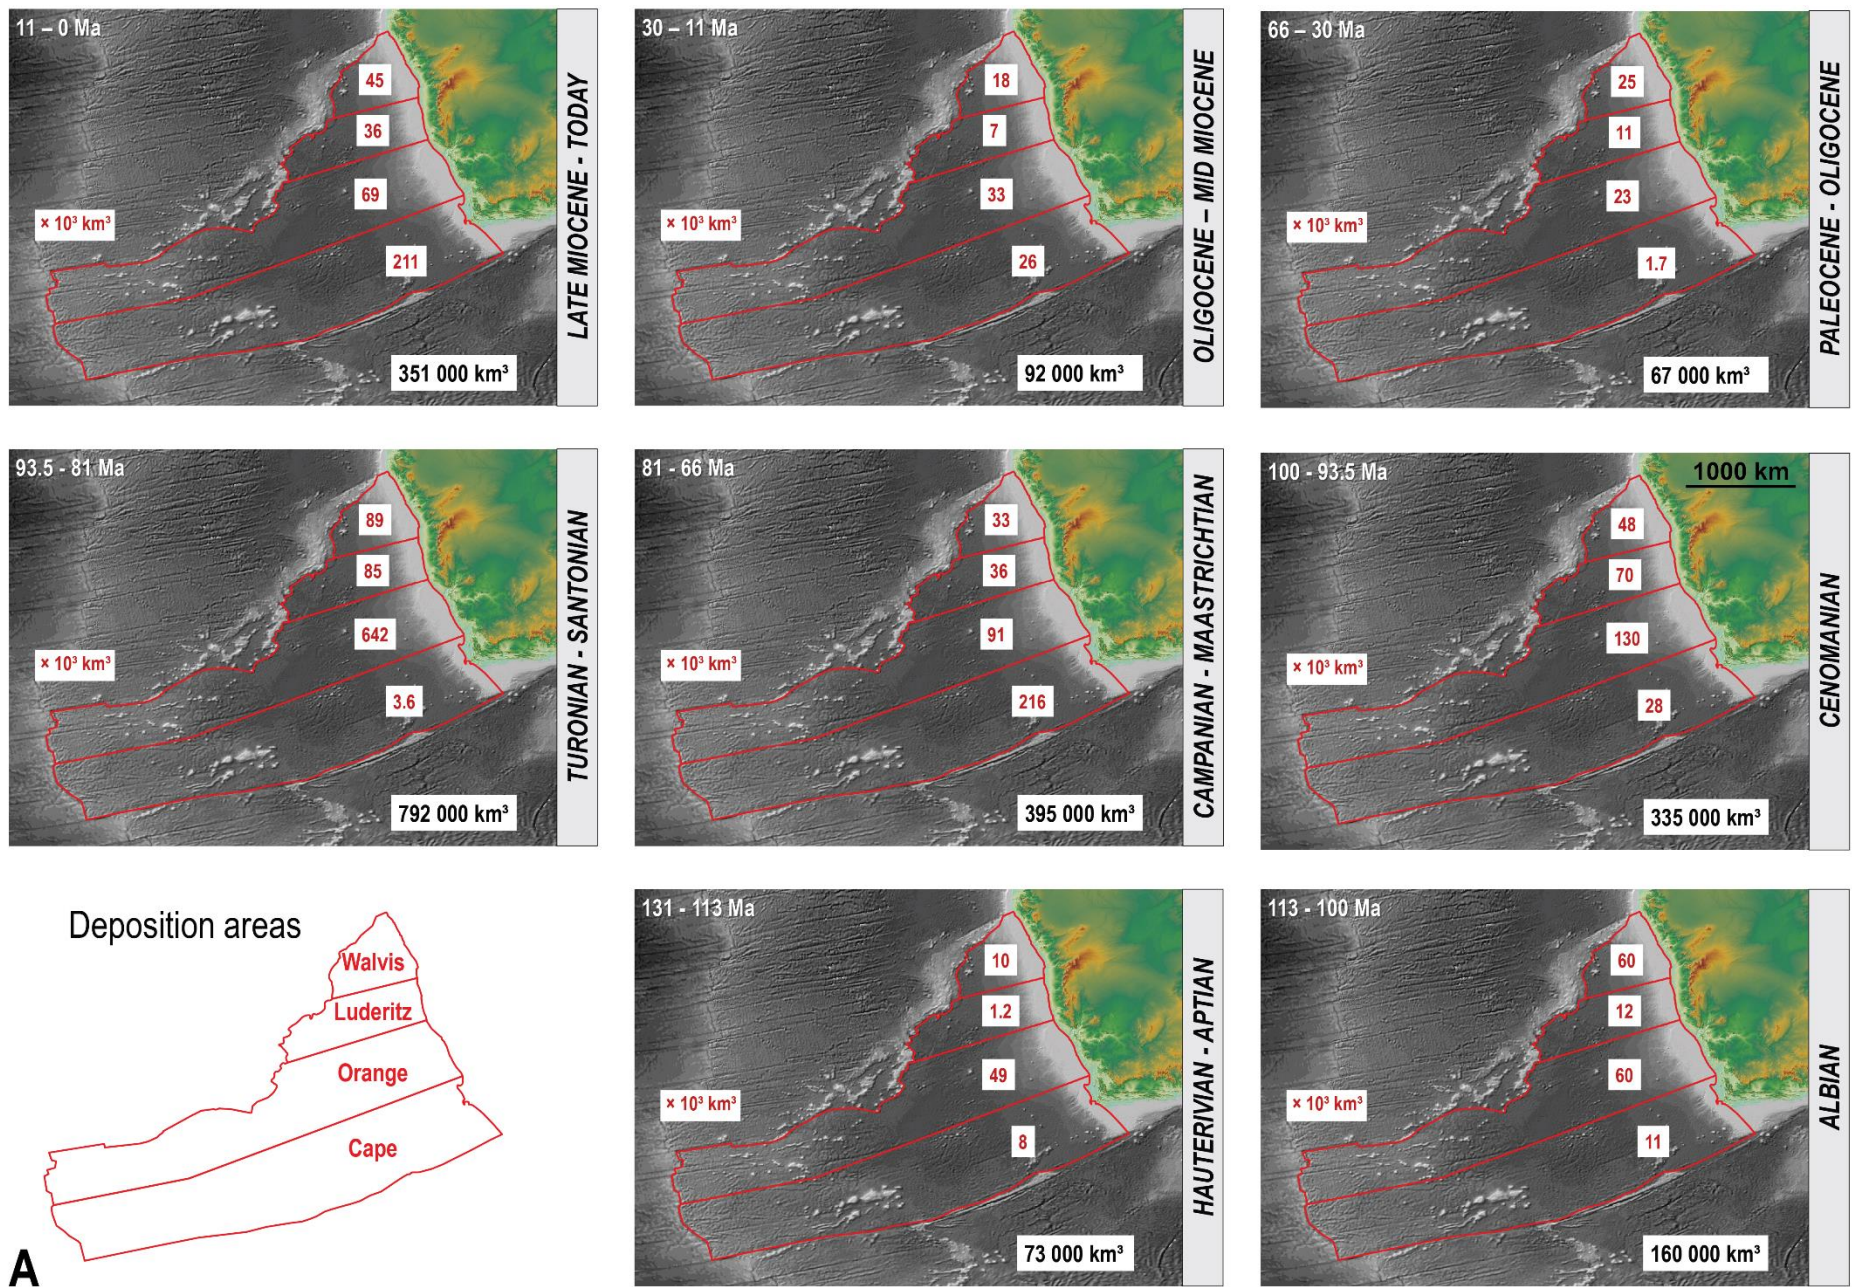 11 – 0 Ma
45
36
69
× 10³ km³
211
351 000 km³
LATE MIOCENE - TODAY
30 – 11 Ma
18
7
33
× 10³ km³
26
92 000 km³
OLIGOCENE – MID MIOCENE
66 – 30 Ma
25
11
23
× 10³ km³
1.7
67 000 km³
PALEOCENE - OLIGOCENE
93.5 - 81 Ma
89
85
642
× 10³ km³
3.6
792 000 km³
TURONIAN - SANTONIAN
81 - 66 Ma
33
36
91
× 10³ km³
216
395 000 km³
CAMPANIAN - MAASTRICHTIAN
100 - 93.5 Ma
1000 km
48
70
130
× 10³ km³
28
335 000 km³
CENOMANIAN
Deposition areas
Walvis
Luderitz
Orange
Cape
A
131 - 113 Ma
10
1.2
49
× 10³ km³
8
73 000 km³
HAUTERIVIAN - APTIAN
113 - 100 Ma
60
12
60
× 10³ km³
11
160 000 km³
ALBIAN